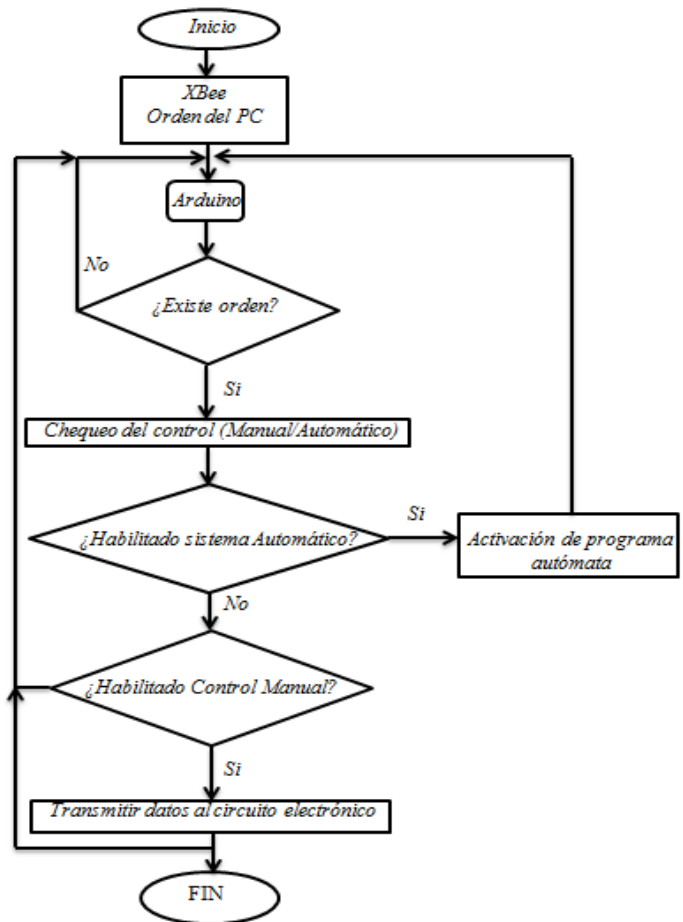 Inicio
XBee
Orden del PC
Arduino
No
¿Existe orden?
Si
Chequeo del control (Manual/Automático)
¿Habilitado sistema Automático?
Si
Activación de programa
autómata
No
¿Habilitado Control Manual?
Si
Transmitir datos al circuito electrónico
FIN